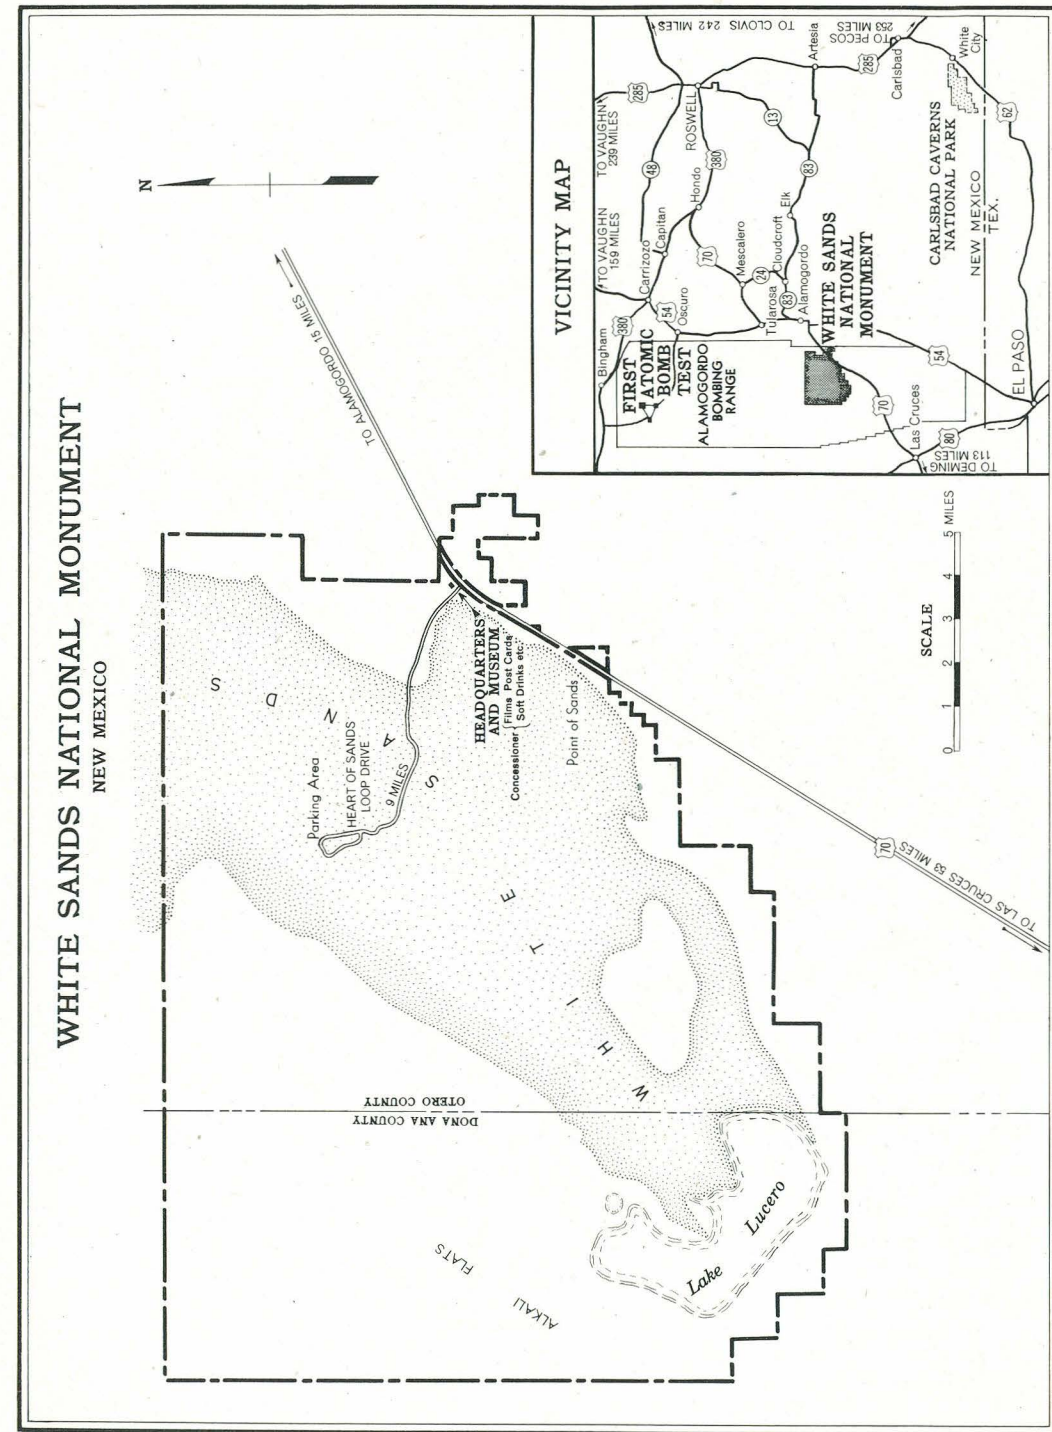 WHITE SANDS NATIONAL MONUMENT
NEW MEXICO
N
TO ALAMOGORDO 15 MILES
S
D
N
A
S
Parking Area
HEART OF SANDS
LOOP DRIVE
9 MILES
HEADQUARTERS
AND MUSEUM
Concessioner
Films Post Cards
Soft Drinks etc.
Point of Sands
E
T
I
H
W
OTERO COUNTY
DONA ANA COUNTY
ALKALI
FLATS
Lake
Lucero
70
TO LAS CRUCES 53 MILES
SCALE
0 1 2 3 4 5 MILES
VICINITY MAP
TO VAUGHN
159 MILES
TO VAUGHN
239 MILES
285
TO CLOVIS 242 MILES
Bingham
380
Carrizozo
48
ROSWELL
Capitan
Hondo
380
13
FIRST
ATOMIC
BOMB
TEST
54
Oscuro
70
Mescalero
Elk
83
Artesia
TO PECOS
253 MILES
285
Carlsbad
White
City
ALAMOGORDO
BOMBING
RANGE
Tularosa
24
Cloudcroft
83
Alamogordo
WHITE SANDS
NATIONAL
MONUMENT
CARLSBAD CAVERNS
NATIONAL PARK
70
Las Cruces
54
NEW MEXICO
TEX.
62
TO DEMING
113 MILES
80
EL PASO